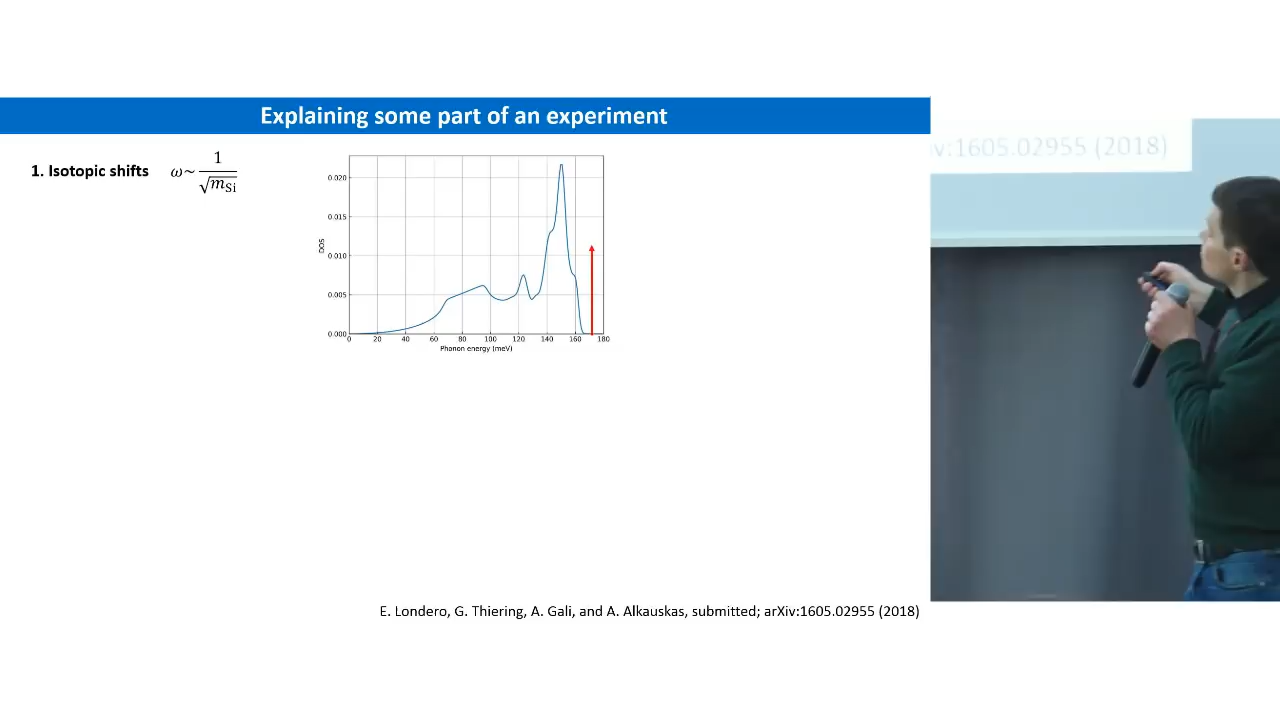 Explaining some part of an experiment
1. Isotopic shifts ω~ 1/√mSi
0.020
0.015
0.010
0.005
0.000
DOS
0 20 40 60 80 100 120 140 160 180
Phonon energy (meV)
v:1605.02955 (2018)
E. Londero, G. Thiering, A. Gali, and A. Alkauskas, submitted; arXiv:1605.02955 (2018)